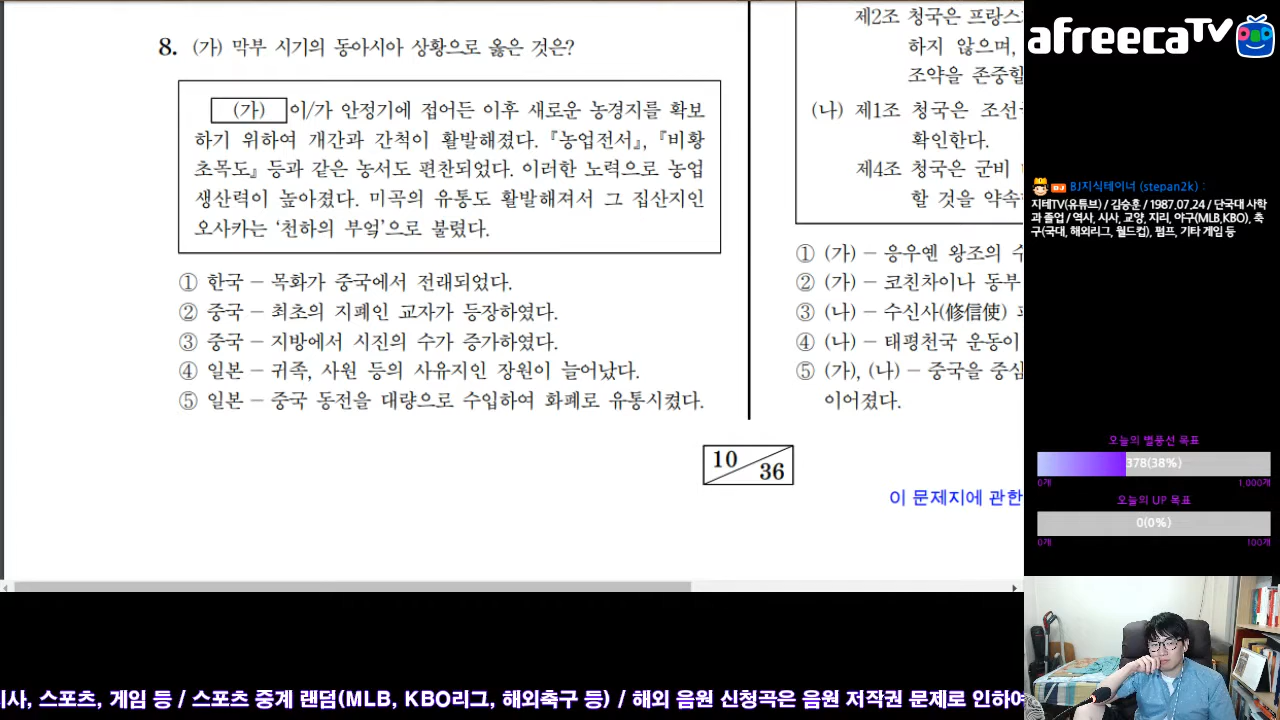 8. (가) 막부 시기의 동아시아 상황으로 옳은 것은?
(가) 이/가 안정기에 접어든 이후 새로운 농경지를 확보
하기 위하여 개간과 간척이 활발해졌다. 『농업전서』, 『비황
초목도』 등과 같은 농서도 편찬되었다. 이러한 노력으로 농업
생산력이 높아졌다. 미곡의 유통도 활발해져서 그 집산지인
오사카는 ‘천하의 부엌’으로 불렸다.
① 한국 － 목화가 중국에서 전래되었다.
② 중국 － 최초의 지폐인 교자가 등장하였다.
③ 중국 － 지방에서 시진의 수가 증가하였다.
④ 일본 － 귀족, 사원 등의 사유지인 장원이 늘어났다.
⑤ 일본 － 중국 동전을 대량으로 수입하여 화폐로 유통시켰다.
10
36
제2조 청국은 프랑스
하지 않으며,
조약을 존중할
(나) 제1조 청국은 조선
확인한다.
제4조 청국은 군비
할 것을 약속
① (가) － 응우옌 왕조의 수
② (가) － 코친차이나 동부
③ (나) － 수신사(修信使)
④ (나) － 태평천국 운동이
⑤ (가), (나) － 중국을 중심
이어졌다.
이 문제지에 관한
afreecaTV
BJ BJ지식테이너 (stepan2k) :
지테TV(유튜브) / 김승훈 / 1987.07.24 / 단국대 사학
과 졸업 / 역사, 시사, 교양, 지리, 야구(MLB,KBO), 축
구(국대, 해외리그, 월드컵), 펌프, 기타 게임 등
오늘의 별풍선 목표
378(38%)
0개 1,000개
오늘의 UP 목표
0(0%)
0개 100개
시사, 스포츠, 게임 등 / 스포츠 중계 랜덤(MLB, KBO리그, 해외축구 등) / 해외 음원 신청곡은 음원 저작권 문제로 인하여